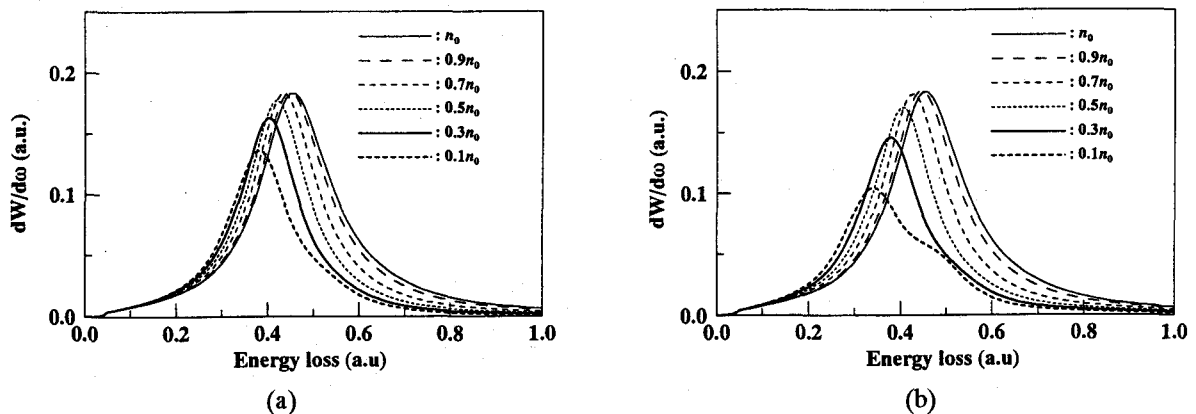 dW/dω (a.u.)
0.2
0.1
0.0
: n₀
: 0.9n₀
: 0.7n₀
: 0.5n₀
: 0.3n₀
: 0.1n₀
0.0 0.2 0.4 0.6 0.8 1.0
Energy loss (a.u)
(a)
dW/dω (a.u.)
0.2
0.1
0.0
: n₀
: 0.9n₀
: 0.7n₀
: 0.5n₀
: 0.3n₀
: 0.1n₀
0.0 0.2 0.4 0.6 0.8 1.0
Energy loss (a.u)
(b)